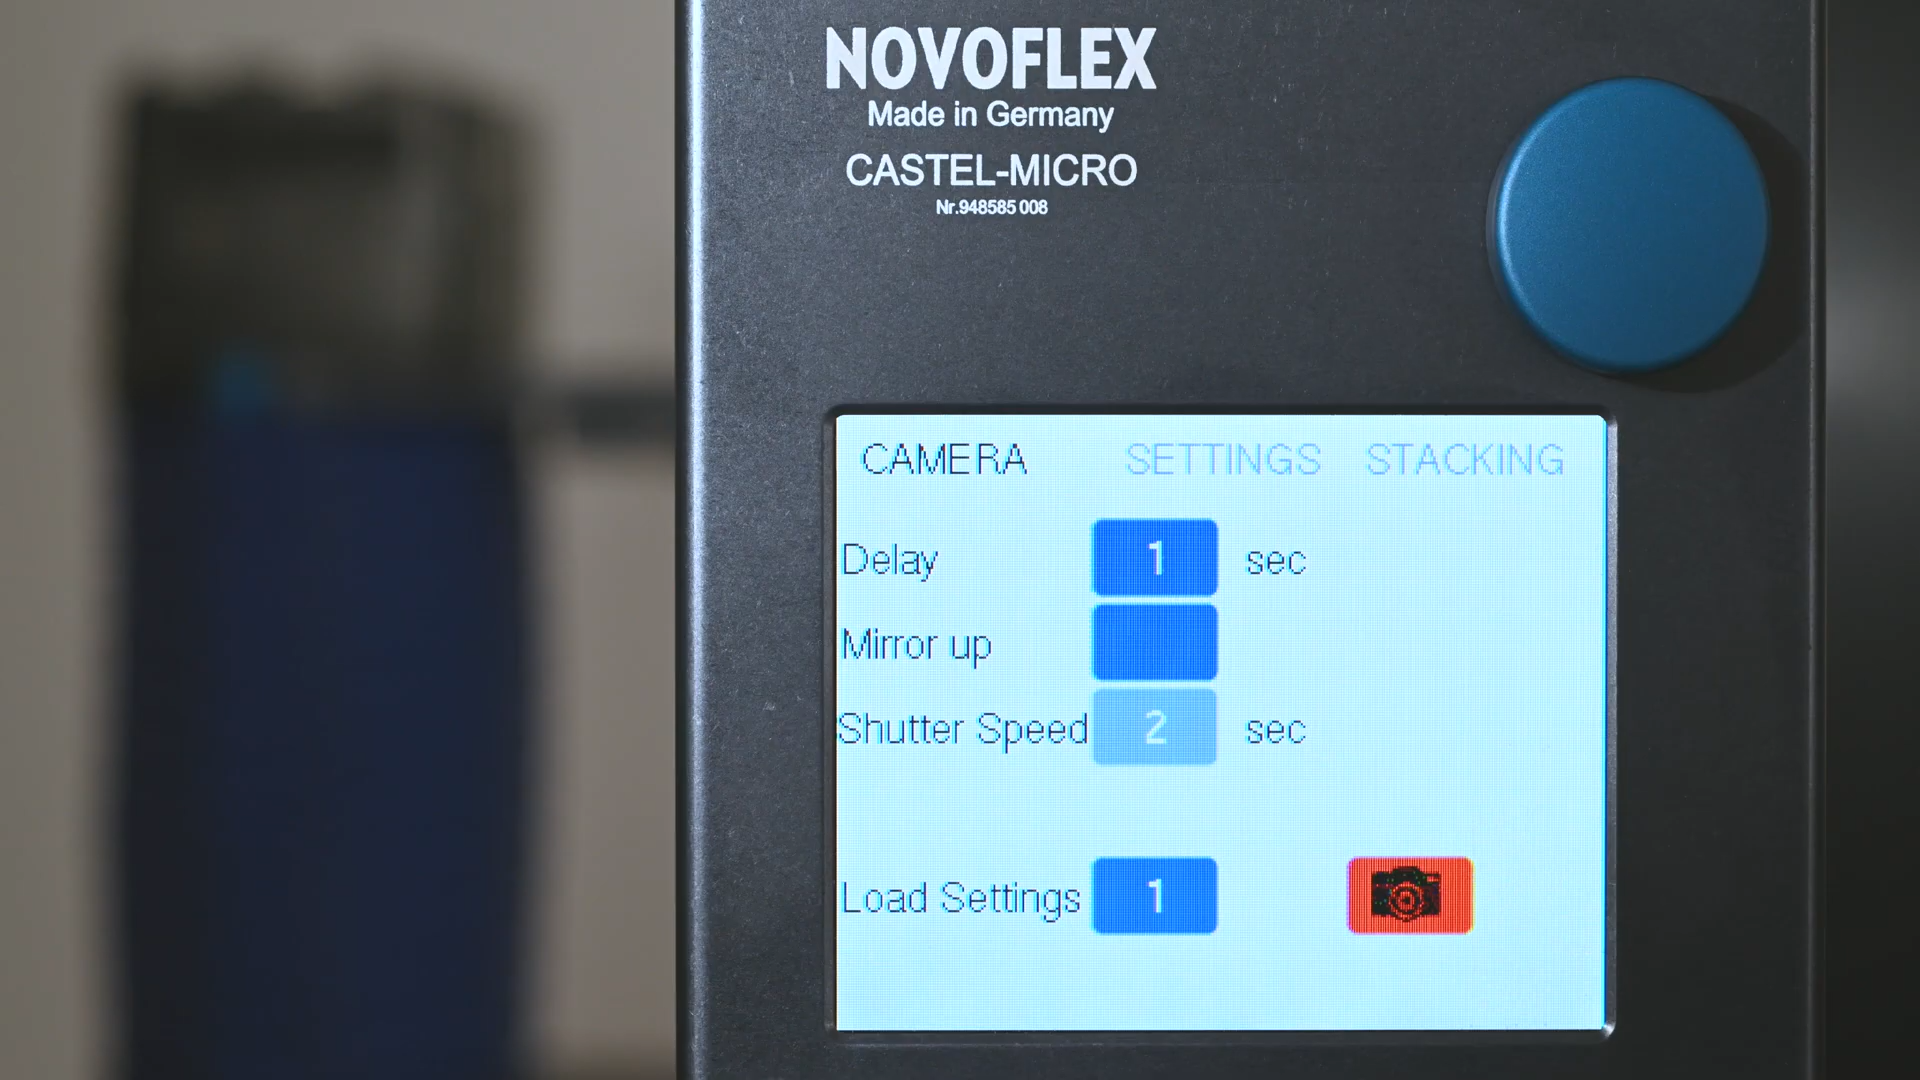 NOVOFLEX
Made in Germany
CASTEL-MICRO
Nr.948585 008
CAMERA SETTINGS STACKING
Delay 1 sec
Mirror up
Shutter Speed 2 sec
Load Settings 1